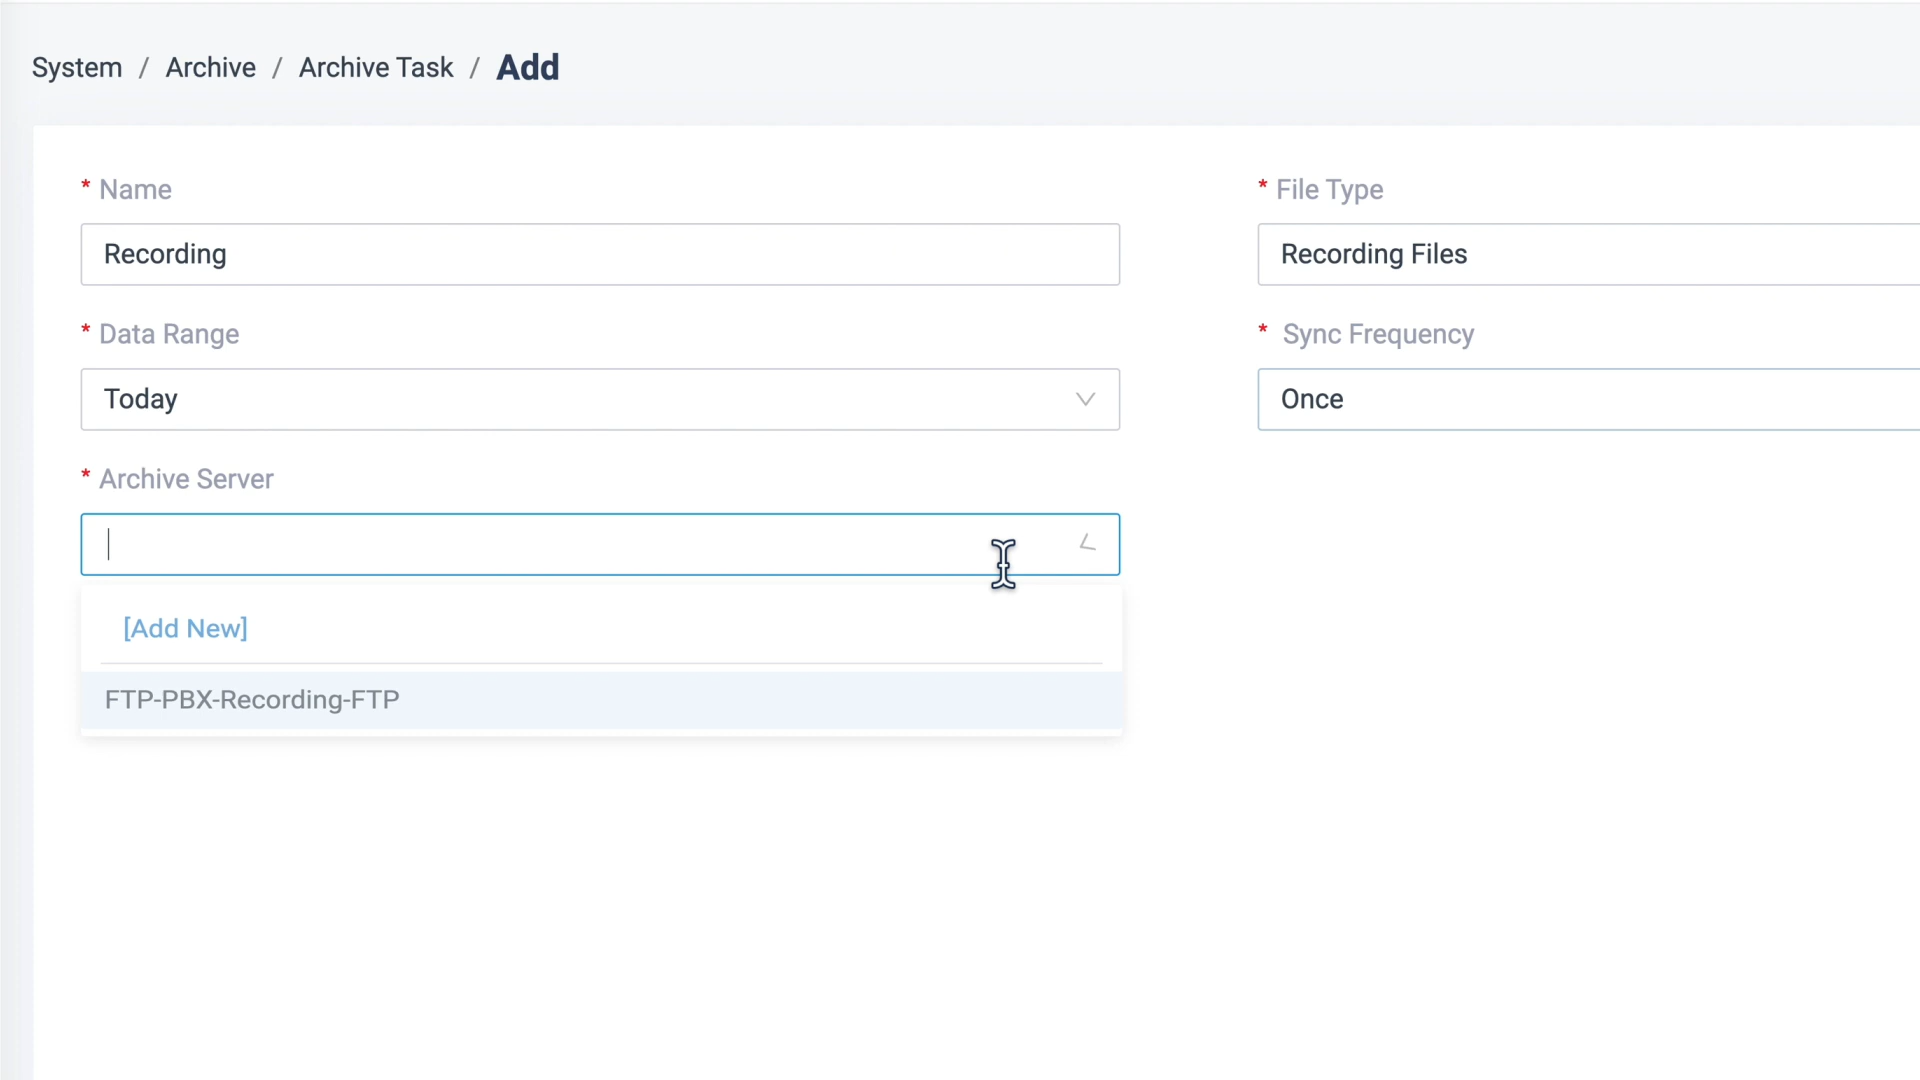 System / Archive / Archive Task / Add
* Name
Recording
* File Type
Recording Files
* Data Range
Today
* Sync Frequency
Once
* Archive Server
[Add New]
FTP-PBX-Recording-FTP